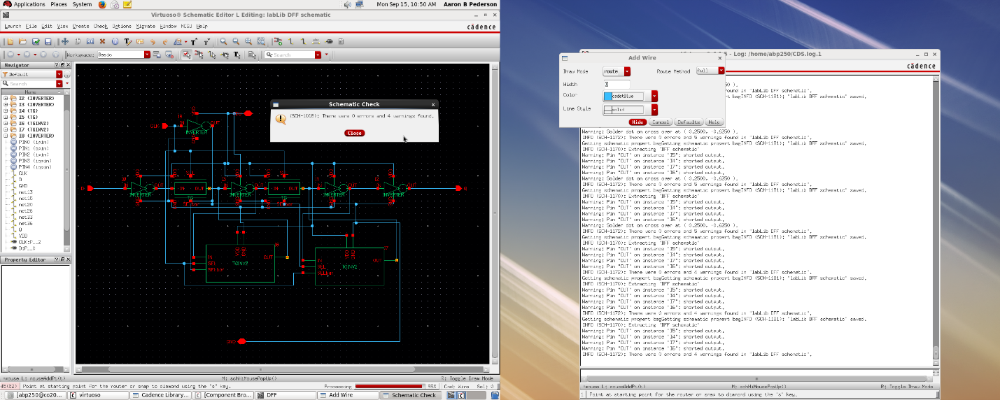 Applications Places System
Mon Sep 15, 10:50 AM Aaron B Pederson
Virtuoso® Schematic Editor L Editing: labLib DFF schematic
Launch File Edit View Create Check Options Migrate Window NCSU Help
cādence
Workspace: Basic
Search
Navigator
Default
Search
Name
I2 (INVERTER)
I3 (INVERTER)
I4 (TG)
I5 (TG)
I6 (TGINV2)
I7 (TGINV2)
I8 (INVERTER)
PIN0 (ipin)
PIN1 (ipin)
PIN2 (ipin)
PIN3 (iopin)
PIN4 (iopin)
CLK
D
GND
net13
net15
net20
net26
net33
net36
Q
VDD
CLK:P__2
D:P__0
Property Editor
Schematic Check
(SCH-1008): There were 0 errors and 4 warnings found.
Close
INVERTER
OUT
IN OUT
TG
INVERTER
INVERTER
INVERTER
INVERTER
SELbar
VDD
GND
IN
SEL
SELbar
TGINV2
OUT
IN
SEL
SELbar
TGINV2
OUT
GND
D
Q
mouse L: mouseAddPt(t)
M: schHiMousePopUp()
R: Toggle Draw Mode
45(52) Point at starting point for the router or snap to diamond using the "s" key.
Processing 95% Cmd: Wire Sel: 0
[abp250@co20... virtuoso Cadence Library... [Component Bro... DFF Add Wire Schematic Check
Add Wire
Draw Mode route Route Method full
Width 0
Color cadetBlue
Line Style solid
Hide Cancel Defaults Help
- Log: /home/abp250/CDS.log.1
cādence
Warning: Solder dot on cross over at ( 0.2500, -0.6250 ).
INFO (SCH-1172): There were 0 errors and 5 warnings found in "labLib DFF schematic".
Getting schematic propert bagGetting schematic propert bagINFO (SCH-1181): "labLib DFF schematic" saved.
INFO (SCH-1170): Extracting "DFF schematic"
Warning: Pin "OUT" on instance "I5": shorted output.
Warning: Pin "OUT" on instance "I4": shorted output.
Warning: Pin "OUT" on instance "I7": shorted output.
Warning: Pin "OUT" on instance "I6": shorted output.
Warning: Solder dot on cross over at ( 0.2500, -0.6250 ).
INFO (SCH-1172): There were 0 errors and 5 warnings found in "labLib DFF schematic".
Getting schematic propert bagGetting schematic propert bagINFO (SCH-1181): "labLib DFF schematic" saved.
INFO (SCH-1170): Extracting "DFF schematic"
Warning: Pin "OUT" on instance "I5": shorted output.
Warning: Pin "OUT" on instance "I4": shorted output.
Warning: Pin "OUT" on instance "I7": shorted output.
Warning: Pin "OUT" on instance "I6": shorted output.
Warning: Solder dot on cross over at ( 0.2500, -0.6250 ).
INFO (SCH-1172): There were 0 errors and 5 warnings found in "labLib DFF schematic".
Getting schematic propert bagGetting schematic propert bagINFO (SCH-1181): "labLib DFF schematic" saved.
INFO (SCH-1170): Extracting "DFF schematic"
Warning: Pin "OUT" on instance "I5": shorted output.
Warning: Pin "OUT" on instance "I4": shorted output.
Warning: Pin "OUT" on instance "I7": shorted output.
Warning: Pin "OUT" on instance "I6": shorted output.
INFO (SCH-1172): There were 0 errors and 4 warnings found in "labLib DFF schematic".
Getting schematic propert bagGetting schematic propert bagINFO (SCH-1181): "labLib DFF schematic" saved.
INFO (SCH-1170): Extracting "DFF schematic"
Warning: Pin "OUT" on instance "I5": shorted output.
Warning: Pin "OUT" on instance "I4": shorted output.
Warning: Pin "OUT" on instance "I7": shorted output.
Warning: Pin "OUT" on instance "I6": shorted output.
INFO (SCH-1172): There were 0 errors and 4 warnings found in "labLib DFF schematic".
Getting schematic propert bagGetting schematic propert bagINFO (SCH-1181): "labLib DFF schematic" saved.
INFO (SCH-1170): Extracting "DFF schematic"
Warning: Pin "OUT" on instance "I5": shorted output.
Warning: Pin "OUT" on instance "I4": shorted output.
Warning: Pin "OUT" on instance "I7": shorted output.
Warning: Pin "OUT" on instance "I6": shorted output.
INFO (SCH-1172): There were 0 errors and 4 warnings found in "labLib DFF schematic".
mouse L: mouseAddPt(t)
M: schHiMousePopUp()
R: Toggle Draw Mode
1 Point at starting point for the router or snap to diamond using the "s" key.